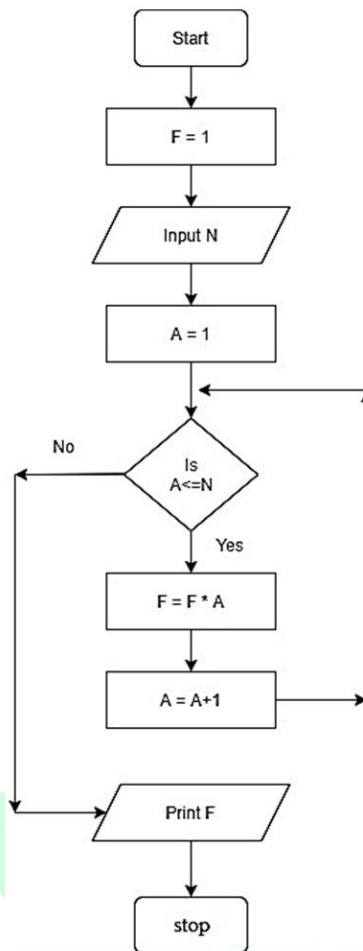 Start
F = 1
Input N
A = 1
No
Is
A<=N
Yes
F = F * A
A = A+1
Print F
stop